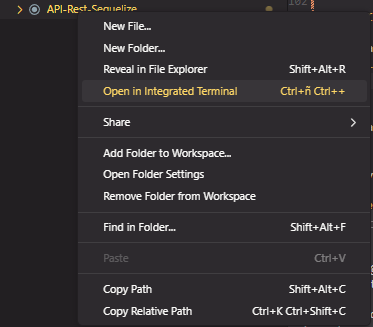 API-Rest-Sequelize
102
New File...
New Folder...
Reveal in File Explorer Shift+Alt+R
Open in Integrated Terminal Ctrl+ñ Ctrl++
Share
Add Folder to Workspace...
Open Folder Settings
Remove Folder from Workspace
Find in Folder... Shift+Alt+F
Paste Ctrl+V
Copy Path Shift+Alt+C
Copy Relative Path Ctrl+K Ctrl+Shift+C